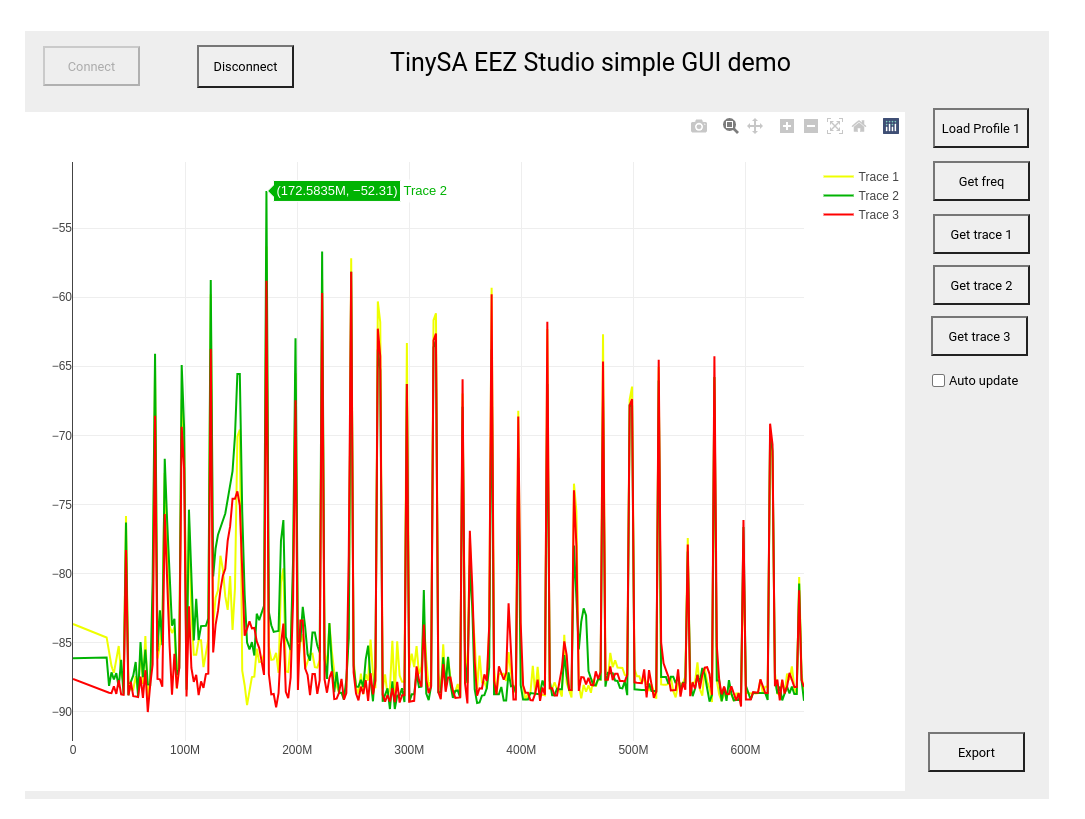 Connect
Disconnect
TinySA EEZ Studio simple GUI demo
(172.5835M, −52.31) Trace 2
Trace 1
Trace 2
Trace 3
−55
−60
−65
−70
−75
−80
−85
−90
0 100M 200M 300M 400M 500M 600M
Load Profile 1
Get freq
Get trace 1
Get trace 2
Get trace 3
Auto update
Export